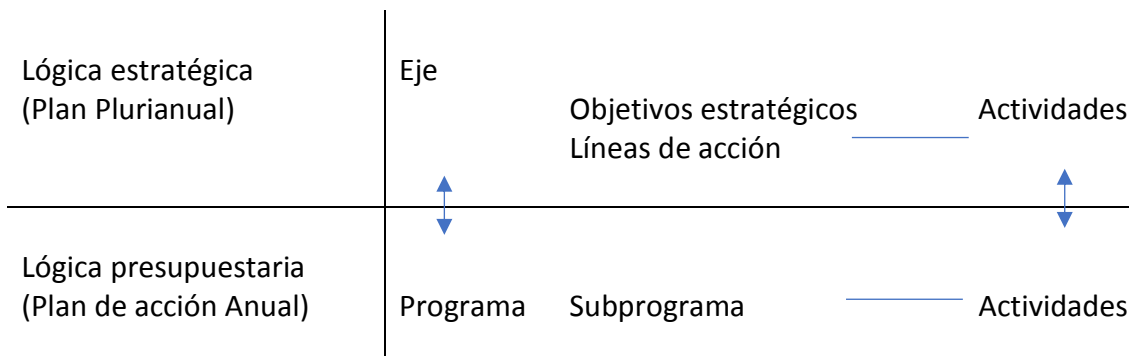 Lógica estratégica
(Plan Plurianual)
Eje
Objetivos estratégicos
Líneas de acción
Actividades
Lógica presupuestaria
(Plan de acción Anual)
Programa
Subprograma
Actividades